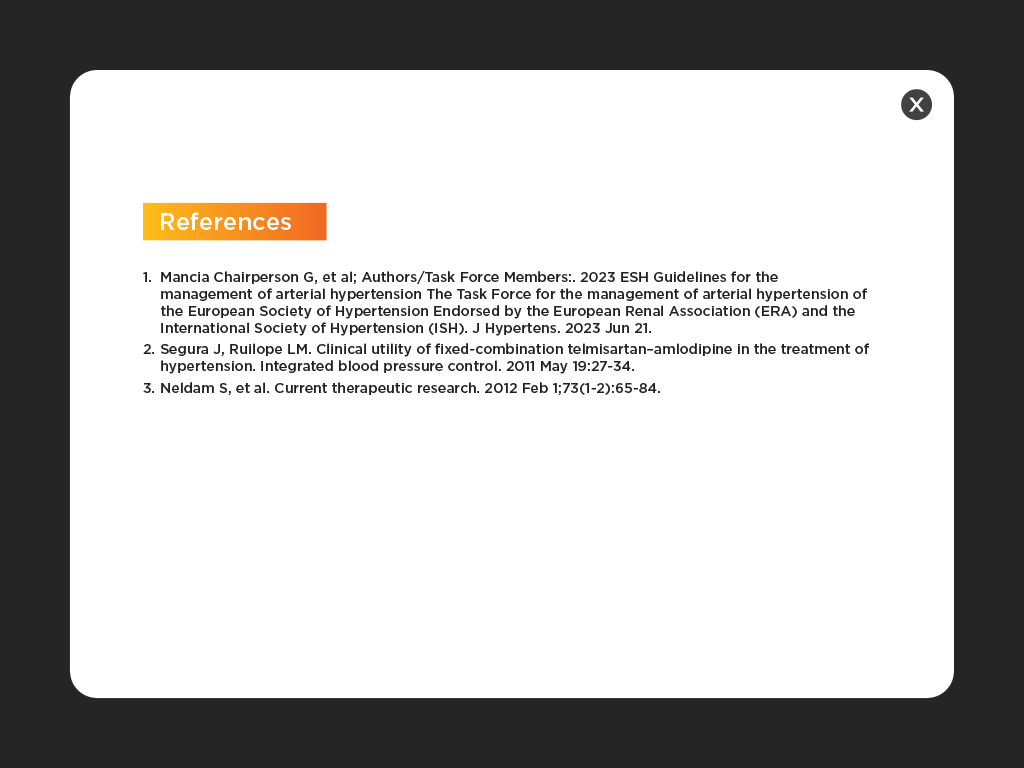 X
References
1. Mancia Chairperson G, et al; Authors/Task Force Members:. 2023 ESH Guidelines for the
management of arterial hypertension The Task Force for the management of arterial hypertension of
the European Society of Hypertension Endorsed by the European Renal Association (ERA) and the
International Society of Hypertension (ISH). J Hypertens. 2023 Jun 21.
2. Segura J, Ruilope LM. Clinical utility of fixed-combination telmisartan–amlodipine in the treatment of
hypertension. Integrated blood pressure control. 2011 May 19:27-34.
3. Neldam S, et al. Current therapeutic research. 2012 Feb 1;73(1-2):65-84.